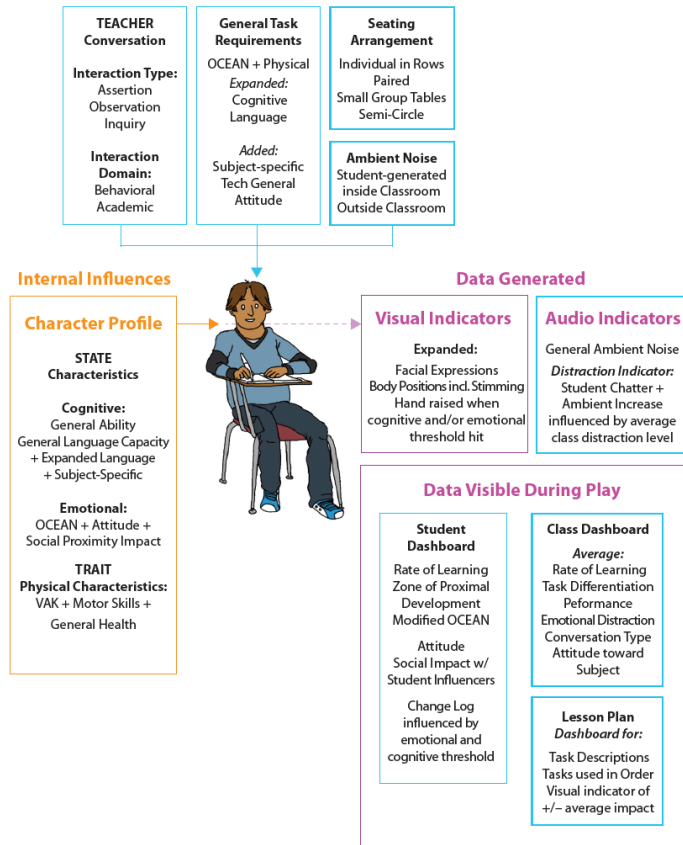 TEACHER
Conversation
Interaction Type:
Assertion
Observation
Inquiry
Interaction
Domain:
Behavioral
Academic
General Task
Requirements
OCEAN + Physical
Expanded:
Cognitive
Language
Added:
Subject-specific
Tech General
Attitude
Seating
Arrangement
Individual in Rows
Paired
Small Group Tables
Semi-Circle
Ambient Noise
Student-generated
inside Classroom
Outside Classroom
Internal Influences
Character Profile
STATE
Characteristics
Cognitive:
General Ability
General Language Capacity
+ Expanded Language
+ Subject-Specific
Emotional:
OCEAN + Attitude +
Social Proximity Impact
TRAIT
Physical Characteristics:
VAK + Motor Skills +
General Health
Data Generated
Visual Indicators
Expanded:
Facial Expressions
Body Positions incl. Stimming
Hand raised when
cognitive and/or emotional
threshold hit
Audio Indicators
General Ambient Noise
Distraction Indicator:
Student Chatter +
Ambient Increase
influenced by average
class distraction level
Data Visible During Play
Student
Dashboard
Rate of Learning
Zone of Proximal
Development
Modified OCEAN
Attitude
Social Impact w/
Student Influencers
Change Log
influenced by
emotional and
cognitive threshold
Class Dashboard
Average:
Rate of Learning
Task Differentiation
Peformance
Emotional Distraction
Conversation Type
Attitude toward
Subject
Lesson Plan
Dashboard for:
Task Descriptions
Tasks used in Order
Visual indicator of
+/– average impact